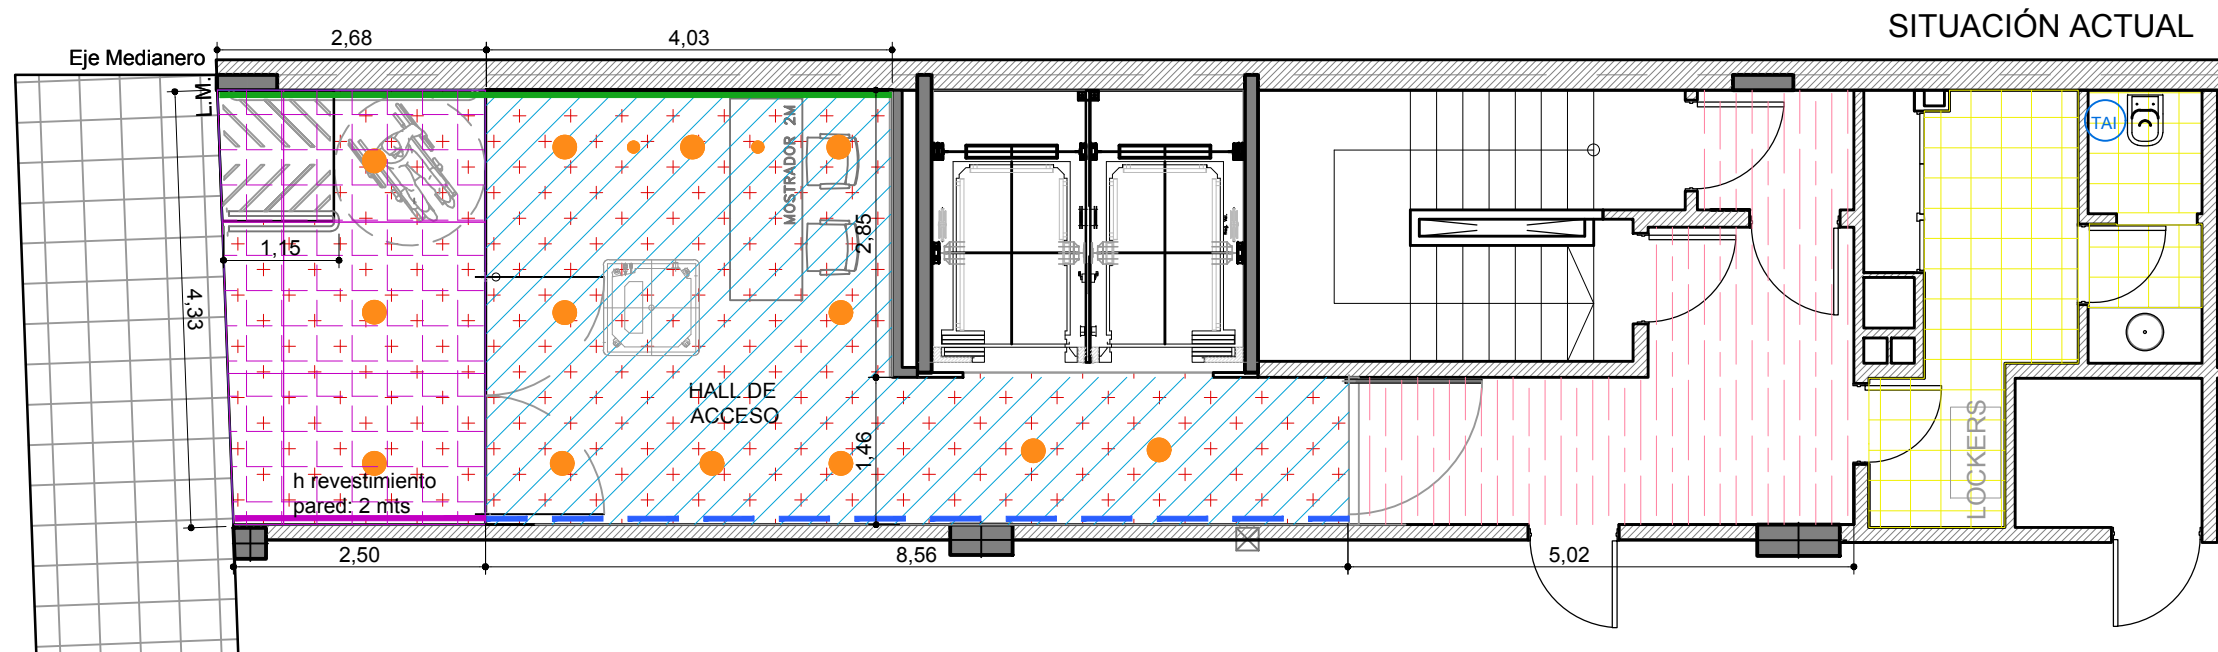 SITUACIÓN ACTUAL
2,68
4,03
Eje Medianero
L.M.
MOSTRADOR 2M
TAI
2,85
1,15
4,33
HALL DE
ACCESO
1,46
LOCKERS
h revestimiento
pared: 2 mts
2,50
8,56
5,02